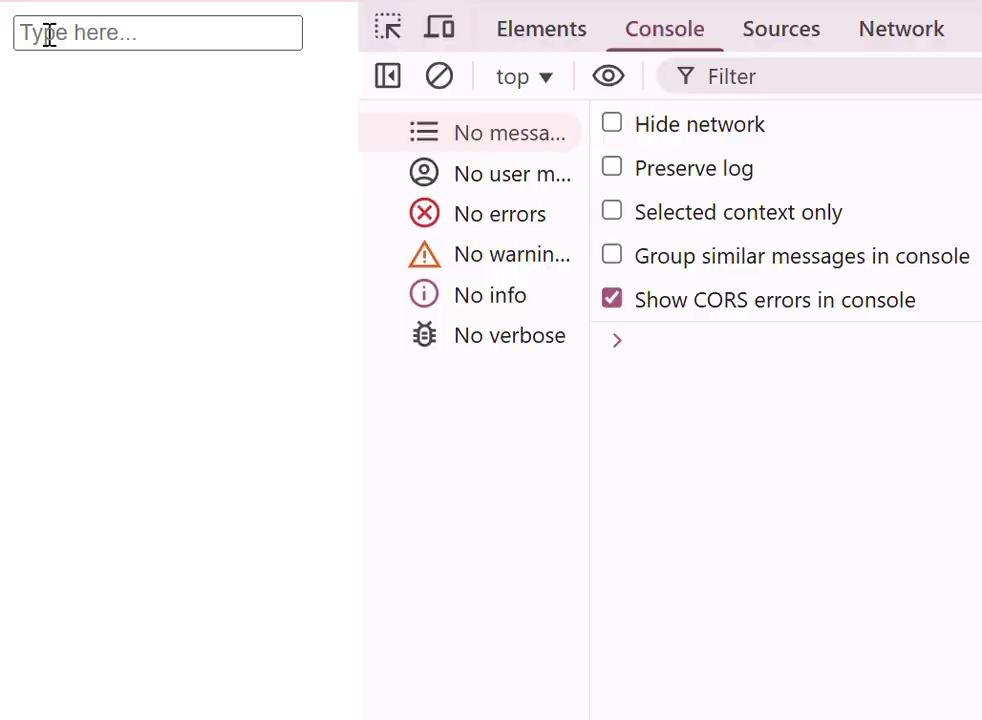 Type here...
Elements Console Sources Network
top Filter
No messa...
No user m...
No errors
No warnin...
No info
No verbose
Hide network
Preserve log
Selected context only
Group similar messages in console
Show CORS errors in console